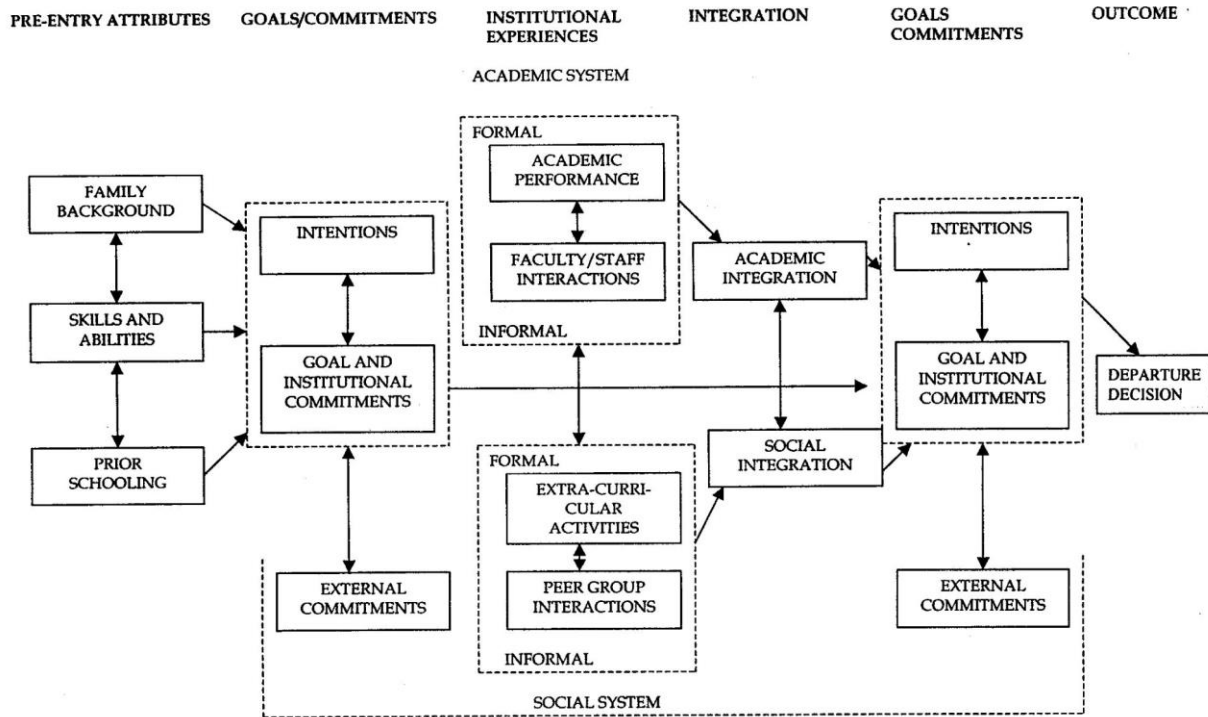 PRE-ENTRY ATTRIBUTES
GOALS/COMMITMENTS
INSTITUTIONAL
EXPERIENCES
INTEGRATION
GOALS
COMMITMENTS
OUTCOME
ACADEMIC SYSTEM
FAMILY
BACKGROUND
SKILLS AND
ABILITIES
PRIOR
SCHOOLING
INTENTIONS
GOAL AND
INSTITUTIONAL
COMMITMENTS
EXTERNAL
COMMITMENTS
FORMAL
ACADEMIC
PERFORMANCE
FACULTY/STAFF
INTERACTIONS
INFORMAL
FORMAL
EXTRA-CURRI-
CULAR
ACTIVITIES
PEER GROUP
INTERACTIONS
INFORMAL
ACADEMIC
INTEGRATION
SOCIAL
INTEGRATION
INTENTIONS
GOAL AND
INSTITUTIONAL
COMMITMENTS
EXTERNAL
COMMITMENTS
DEPARTURE
DECISION
SOCIAL SYSTEM